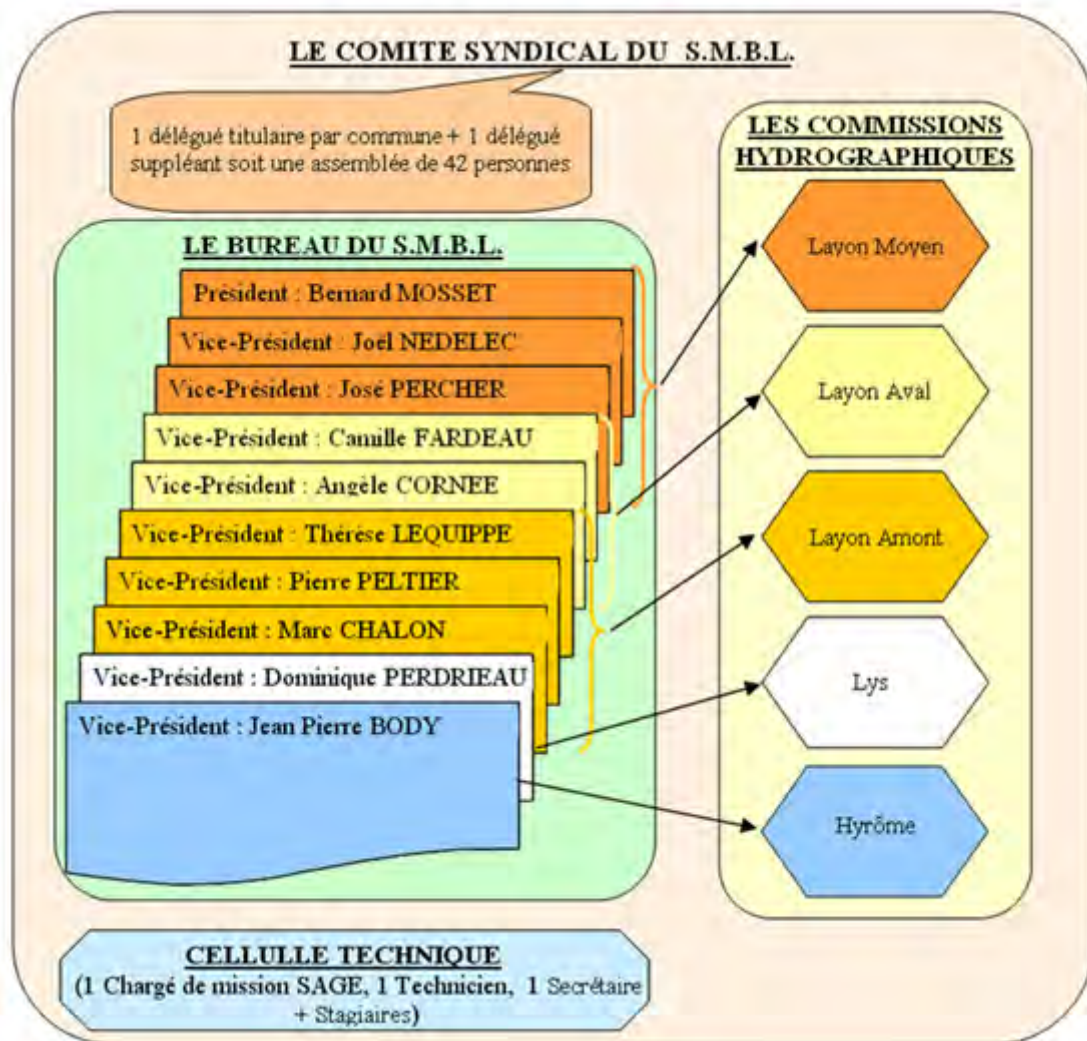 LE COMITE SYNDICAL DU S.M.B.L.
1 délégué titulaire par commune + 1 délégué
suppléant soit une assemblée de 42 personnes
LE BUREAU DU S.M.B.L.
Président : Bernard MOSSET
Vice-Président : Joël NEDELEC
Vice-Président : José PERCHER
Vice-Président : Camille FARDEAU
Vice-Président : Angèle CORNEE
Vice-Président : Thérèse LEQUIPPE
Vice-Président : Pierre PELTIER
Vice-Président : Marc CHALON
Vice-Président : Dominique PERDRIEAU
Vice-Président : Jean Pierre BODY
LES COMMISSIONS
HYDROGRAPHIQUES
Layon Moyen
Layon Aval
Layon Amont
Lys
Hyrôme
CELLULLE TECHNIQUE
(1 Chargé de mission SAGE, 1 Technicien, 1 Secrétaire
+ Stagiaires)